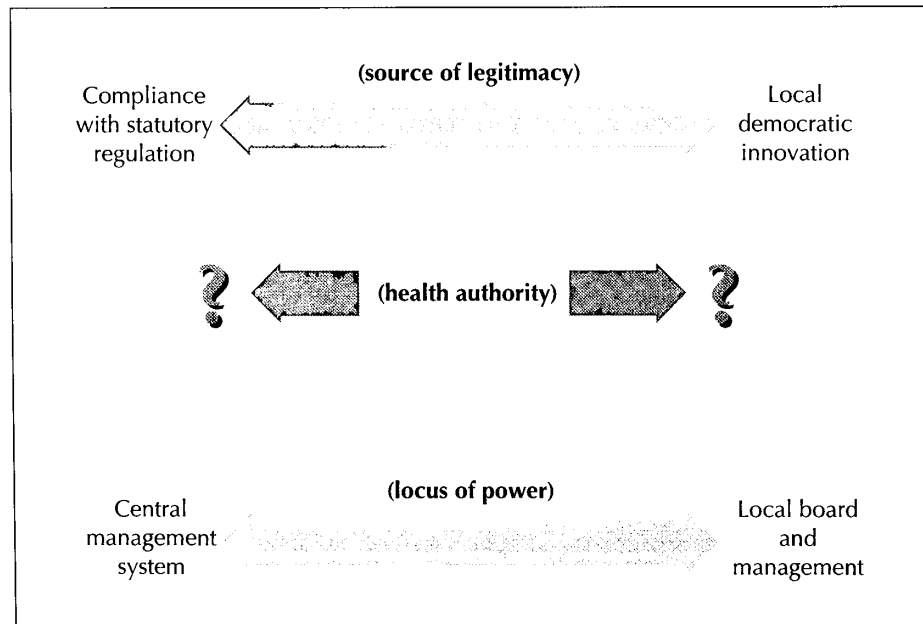 (source of legitimacy)
Compliance
with statutory
regulation
Local
democratic
innovation
? (health authority) ?
(locus of power)
Central
management
system
Local board
and
management